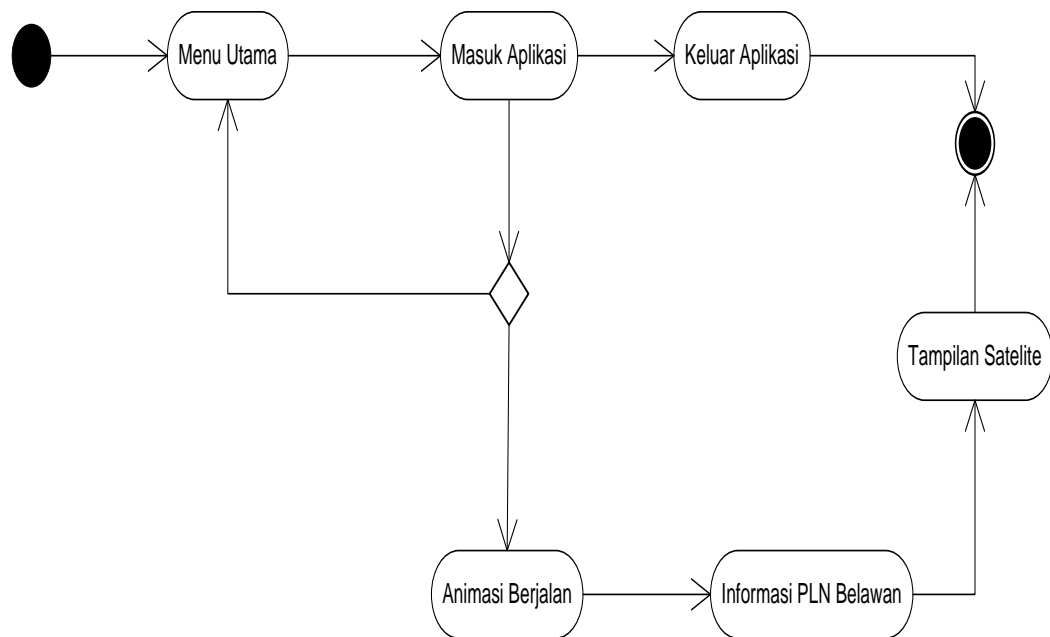 Menu Utama
Masuk Aplikasi
Keluar Aplikasi
Tampilan Satelite
Animasi Berjalan
Informasi PLN Belawan